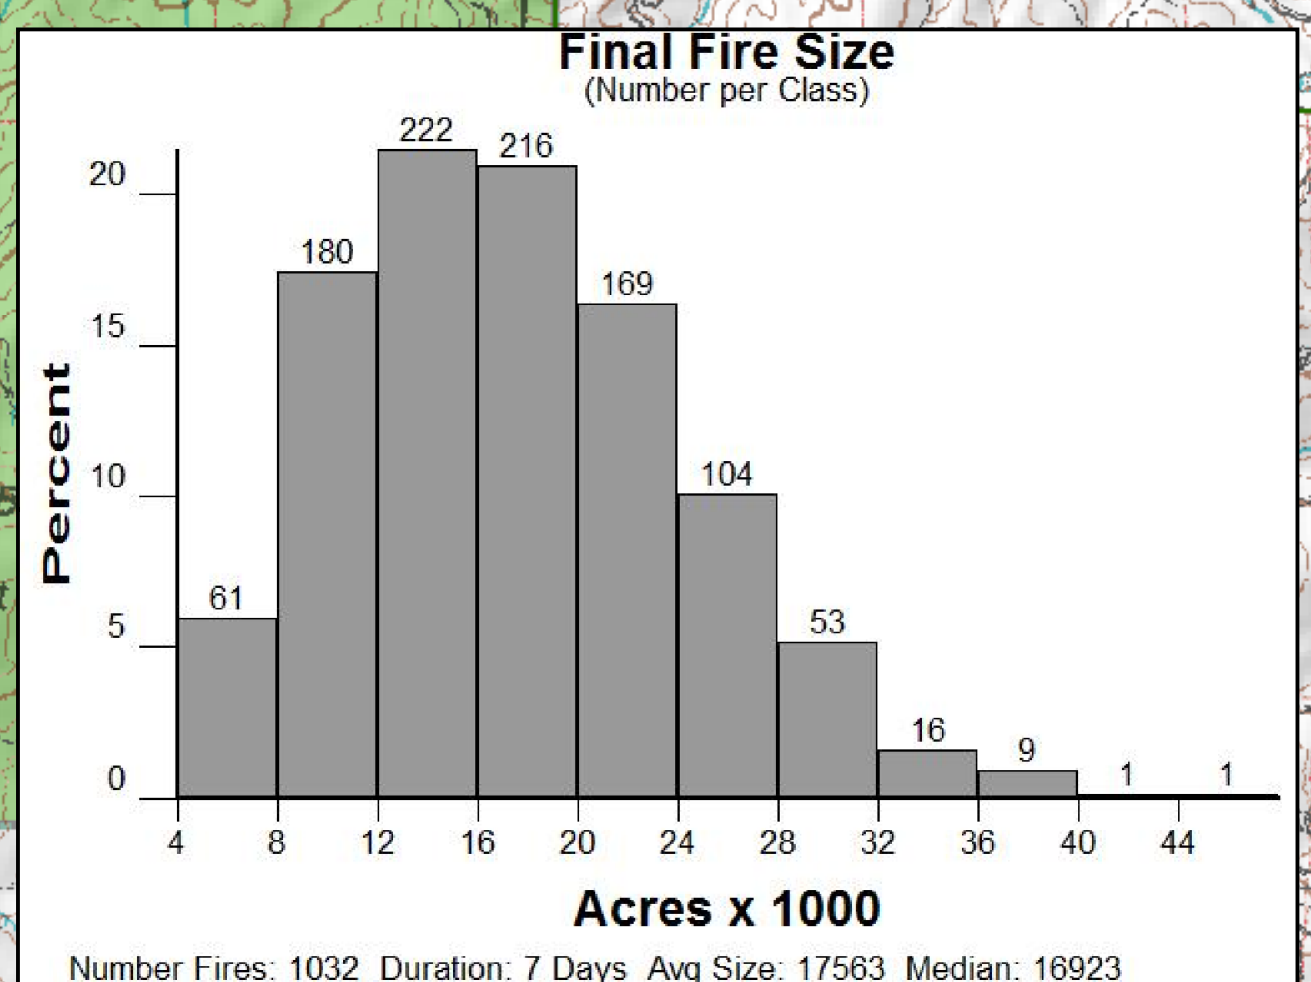 Final Fire Size
(Number per Class)
222
216
20
180
169
15
Percent
10
104
61
5
53
16
9
1
1
0
4 8 12 16 20 24 28 32 36 40 44
Acres x 1000
Number Fires: 1032 Duration: 7 Days Avg Size: 17563 Median: 16923